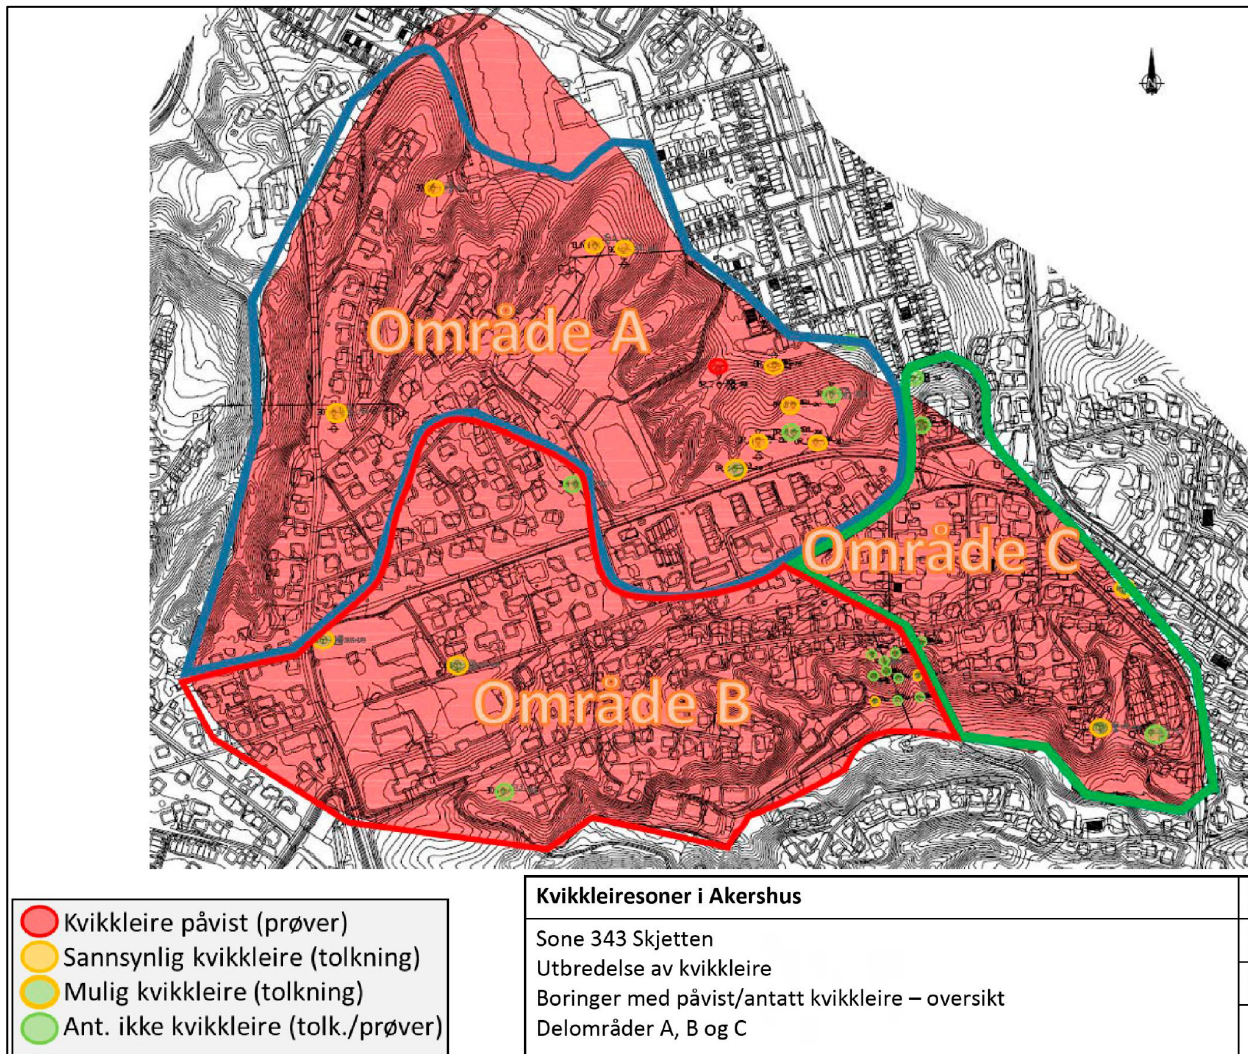 Område A
Område C
Område B
Kvikkleire påvist (prøver)
Sannsynlig kvikkleire (tolkning)
Mulig kvikkleire (tolkning)
Ant. ikke kvikkleire (tolk./prøver)
Kvikkleiresoner i Akershus
Sone 343 Skjetten
Utbredelse av kvikkleire
Boringer med påvist/antatt kvikkleire – oversikt
Delområder A, B og C